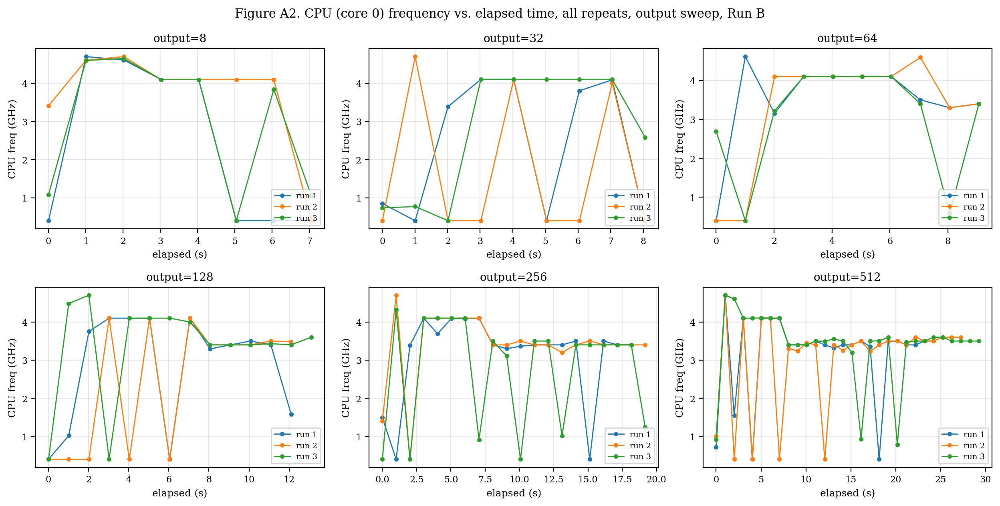 Figure A2. CPU (core 0) frequency vs. elapsed time, all repeats, output sweep, Run B
output=8
CPU freq (GHz)
4
3
2
1
0 1 2 3 4 5 6 7
elapsed (s)
run 1
run 2
run 3
output=32
CPU freq (GHz)
4
3
2
1
0 1 2 3 4 5 6 7 8
elapsed (s)
run 1
run 2
run 3
output=64
CPU freq (GHz)
4
3
2
1
0 2 4 6 8
elapsed (s)
run 1
run 2
run 3
output=128
CPU freq (GHz)
4
3
2
1
0 2 4 6 8 10 12
elapsed (s)
run 1
run 2
run 3
output=256
CPU freq (GHz)
4
3
2
1
0.0 2.5 5.0 7.5 10.0 12.5 15.0 17.5 20.0
elapsed (s)
run 1
run 2
run 3
output=512
CPU freq (GHz)
4
3
2
1
0 5 10 15 20 25 30
elapsed (s)
run 1
run 2
run 3